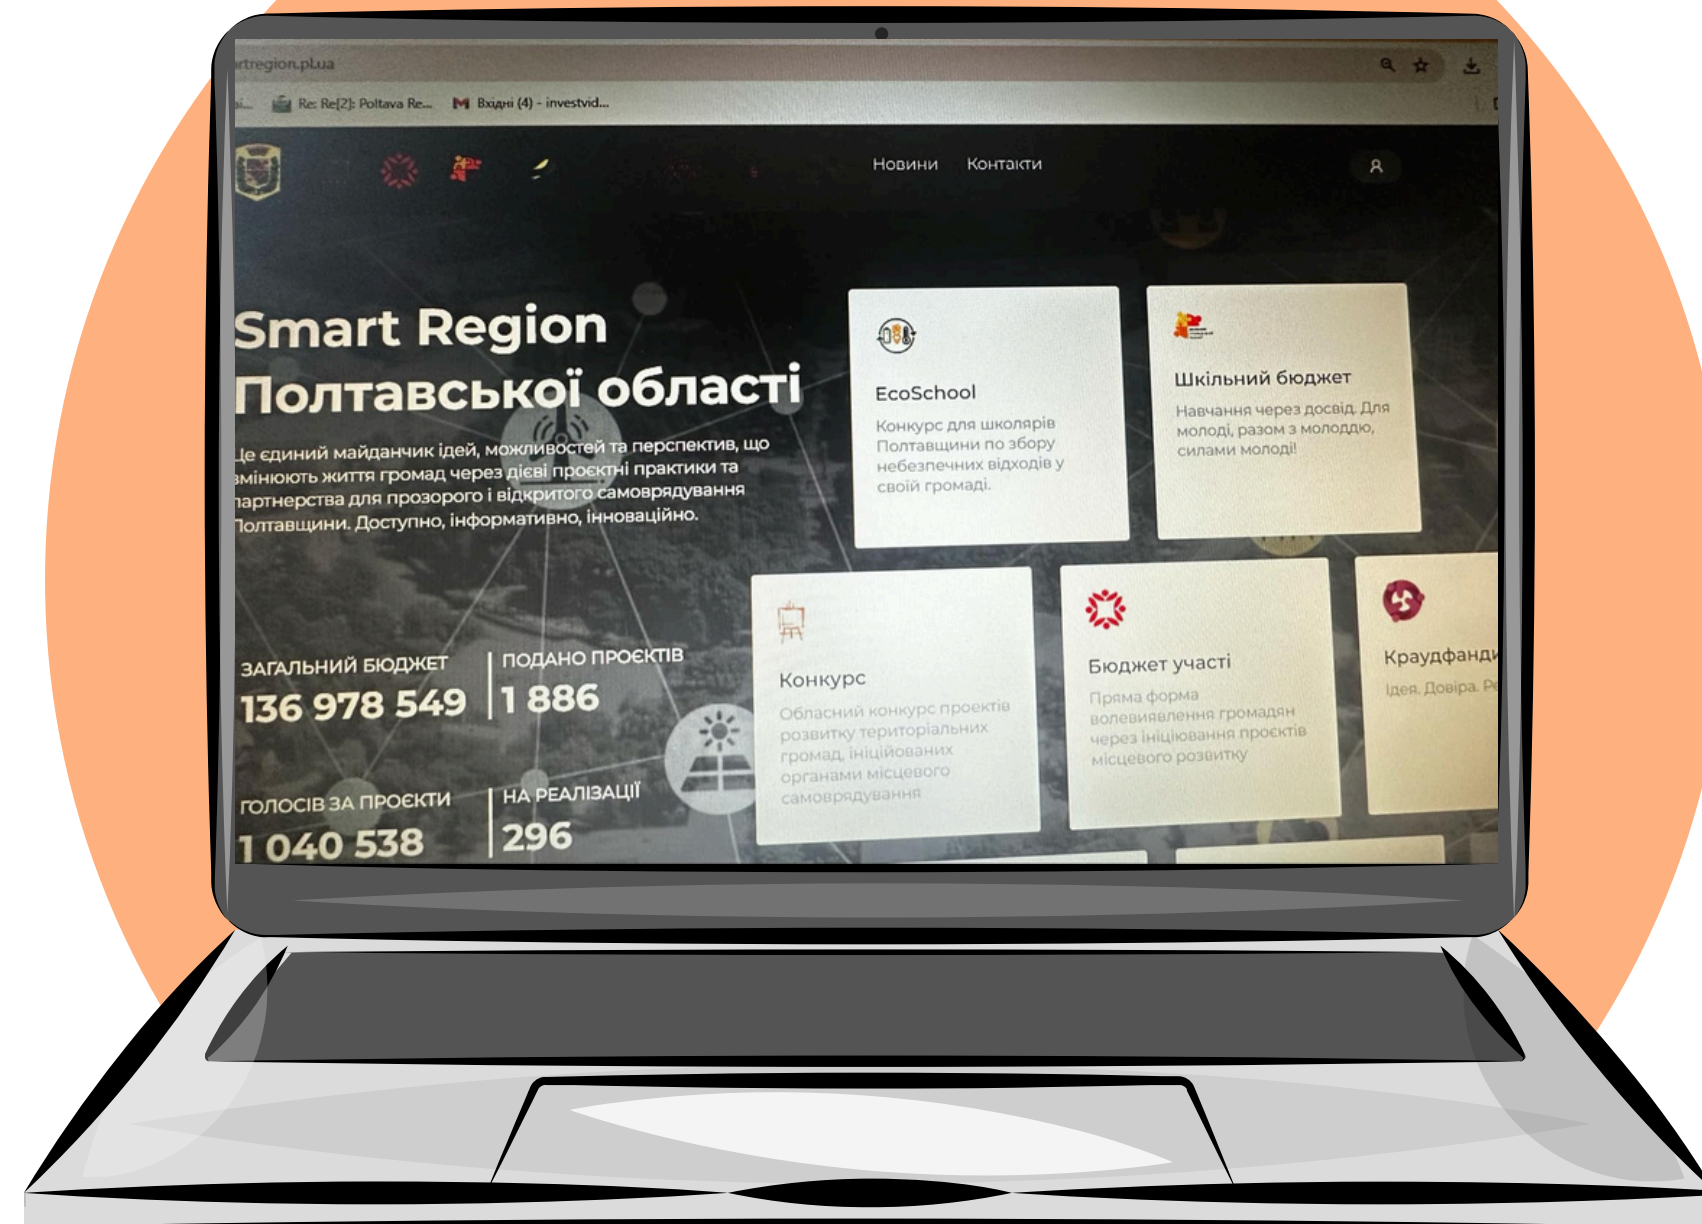 artregion.pl.ua
Re: Re[2]: Poltava Re...
Вхідні (4) - investvid...
Новини
Контакти
Smart Region
Полтавської області
Це єдиний майданчик ідей, можливостей та перспектив, що
змінюють життя громад через дієві проєктні практики та
партнерства для прозорого і відкритого самоврядування
Полтавщини. Доступно, інформативно, інноваційно.
ЗАГАЛЬНИЙ БЮДЖЕТ
136 978 549
ПОДАНО ПРОЄКТІВ
1 886
ГОЛОСІВ ЗА ПРОЄКТИ
1 040 538
НА РЕАЛІЗАЦІЇ
296
EcoSchool
Конкурс для школярів
Полтавщини по збору
небезпечних відходів у
своїй громаді.
Шкільний бюджет
Навчання через досвід. Для
молоді, разом з молоддю,
силами молоді!
Конкурс
Обласний конкурс проектів
розвитку територіальних
громад, ініційованих
органами місцевого
самоврядування
Бюджет участі
Пряма форма
волевиявлення громадян
через ініціювання проєктів
місцевого розвитку
Краудфанди
Ідея. Довіра. Ре